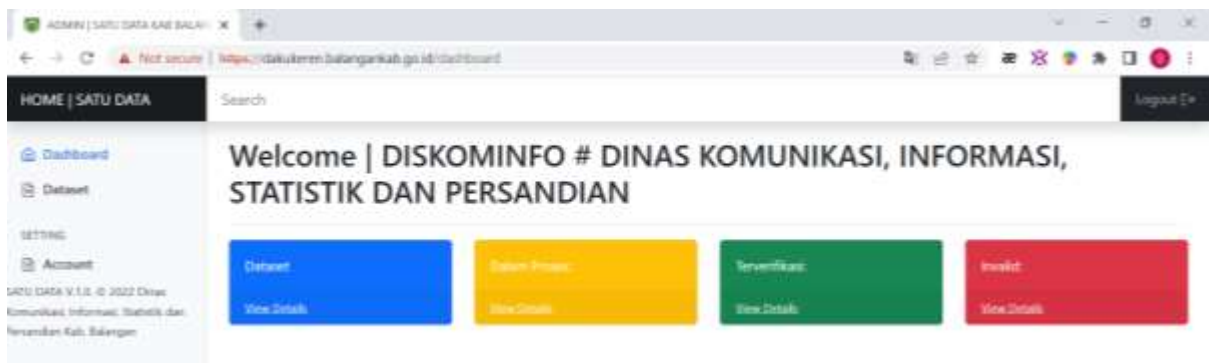 ADMIN | SATU DATA KAB BALAN
Not secure | https://dakuteren.balangankab.go.id/dashboard
HOME | SATU DATA
Search
Logout
Dashboard
Dataset
SETTING
Account
SATU DATA V.1.0. © 2022 Dinas
Komunikasi, Informasi, Statistik dan
Persandian Kab. Balangan
Welcome | DISKOMINFO # DINAS KOMUNIKASI, INFORMASI,
STATISTIK DAN PERSANDIAN
Dataset
View Details
Dalam Proses:
View Details
Terverifikasi:
View Details
Invalid:
View Details